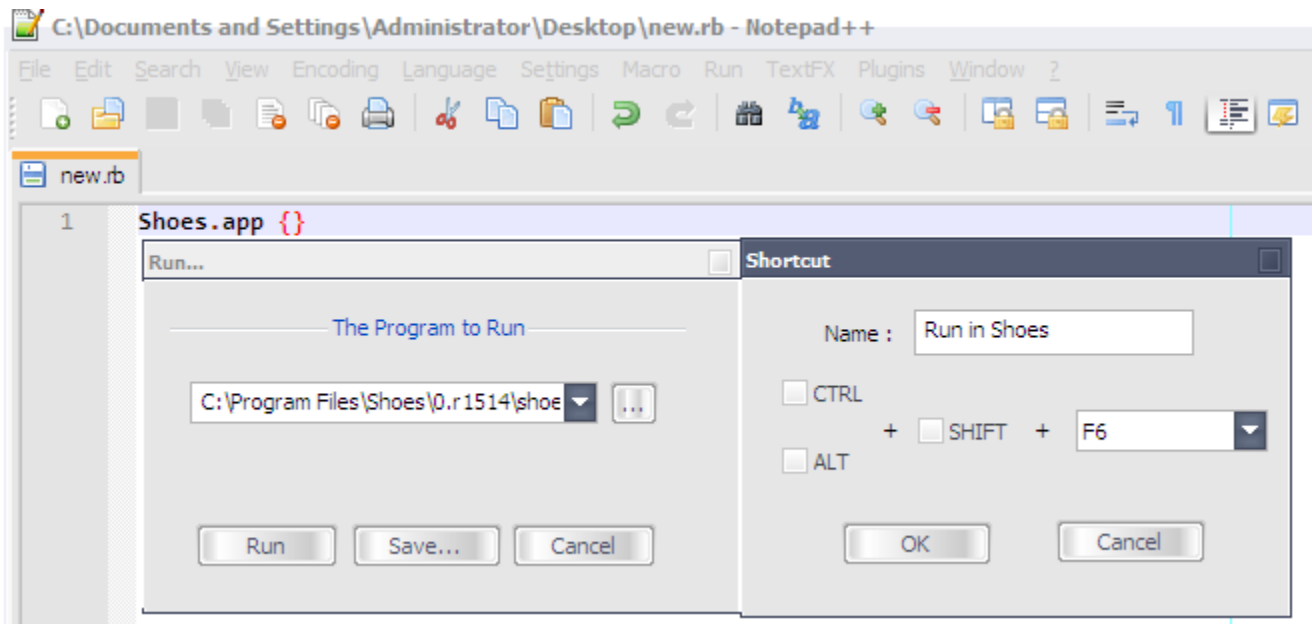 C:\Documents and Settings\Administrator\Desktop\new.rb - Notepad++
File Edit Search View Encoding Language Settings Macro Run TextFX Plugins Window ?
new.rb
1 Shoes.app {}
Run...
The Program to Run
C:\Program Files\Shoes\0.r1514\shoe
...
Run Save... Cancel
Shortcut
Name : Run in Shoes
CTRL
+ SHIFT + F6
ALT
OK Cancel